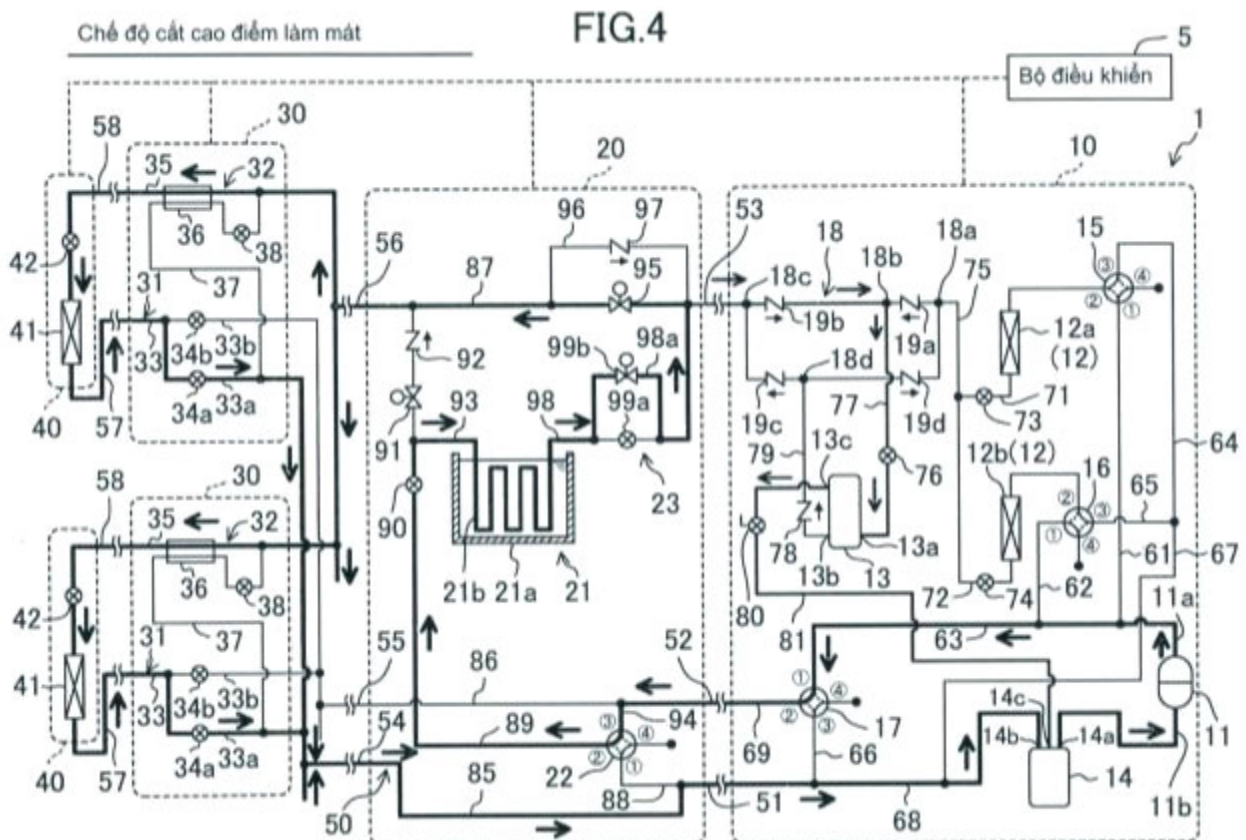 Chế độ cắt cao điểm làm mát
FIG.4
5
Bộ điều khiển
1
58 30 20 10
35 32 96 97 53 18 18b 18a 15 ③ ④
56 87 18c 75 ② ①
42 36 38 95
31 37 19b 19a 12a
33 34b 33b 92 99b 98a 18d (12)
41 93 98 99a 77 71
34a 33a 91 19c 19d 73
40 57 79 13c 76 12b(12) 16 64
58 30 90 23 ② ③ 65
35 32 ① ④
78 13a 61 67
36 38 21b 21a 21 80 13b 13 72 74 62 11a
42 37 81 63
31 55 86 52 ① ④
41 33 34b 33b 54 ③ 94 ② ③ 17 14c 11
34a 33a 89 ② ① 69 66 14b 14a
40 57 50 85 22 88 51 68 14 11b